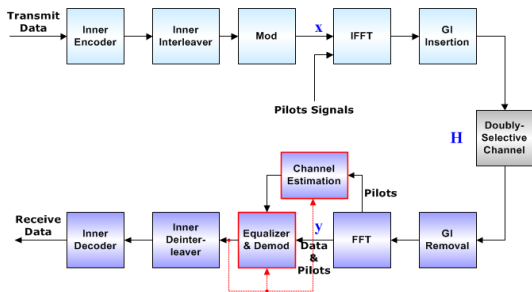 Transmit
Data
Inner
Encoder
Inner
Interleaver
Mod
x
IFFT
GI
Insertion
Pilots Signals
H
Doubly-
Selective
Channel
Channel
Estimation
Pilots
Receive
Data
Inner
Decoder
Inner
Deinter-
leaver
Equalizer
& Demod
y
Data
&
Pilots
FFT
GI
Removal